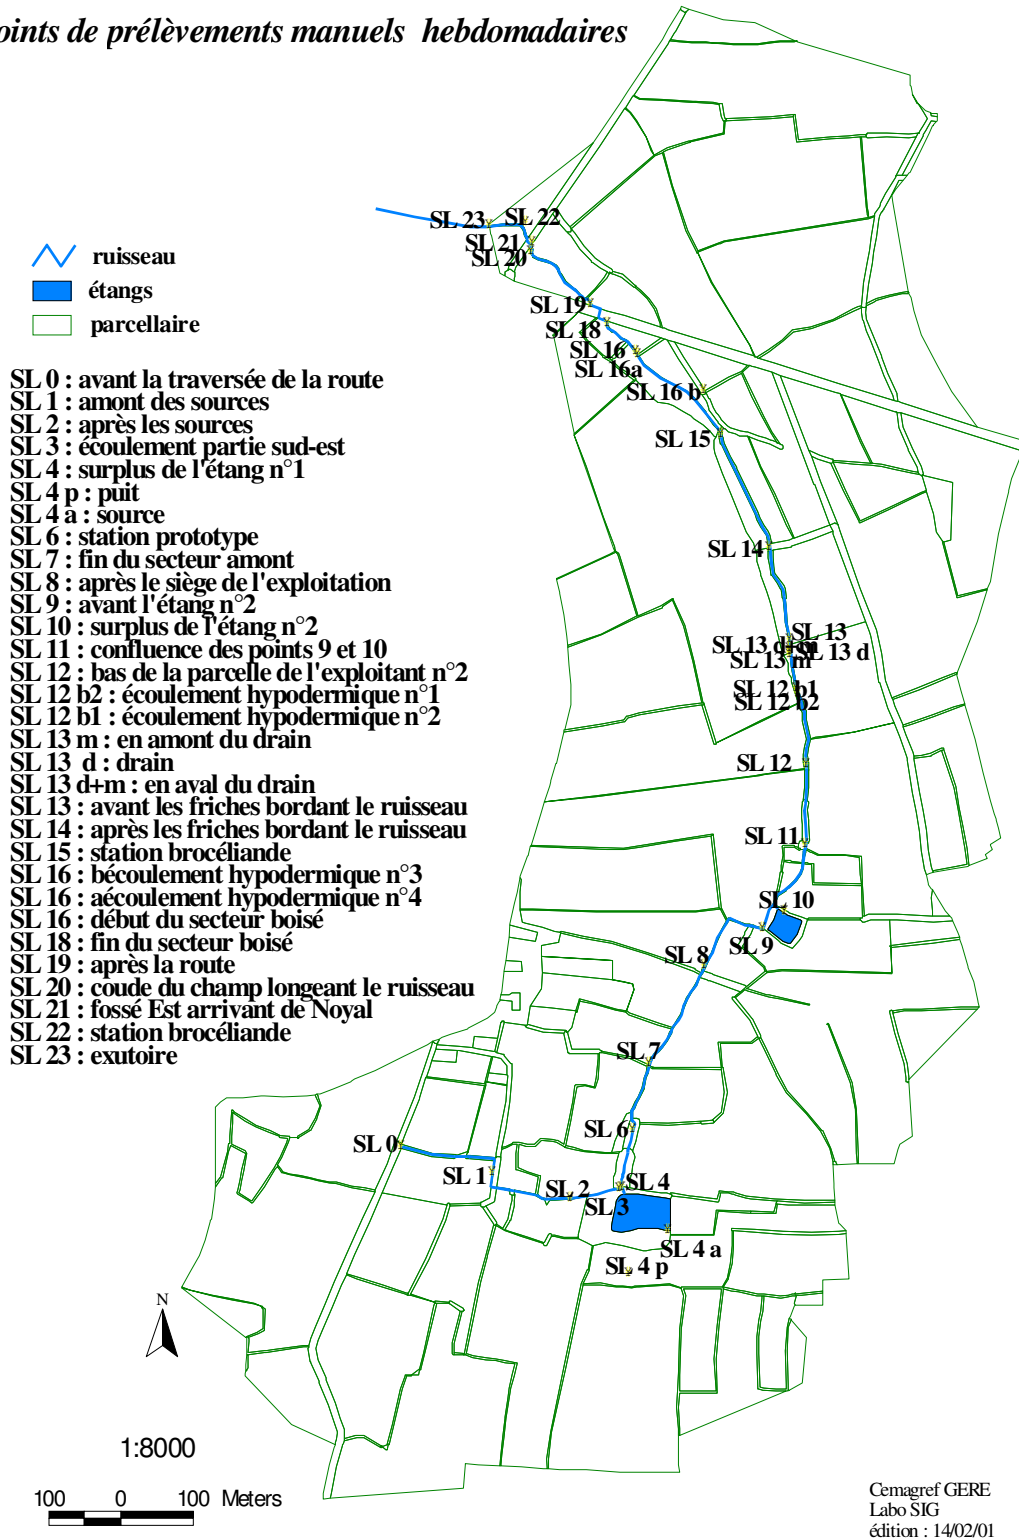 oints de prélèvements manuels hebdomadaires
SL 23
SL 22
SL 21
SL 20
ruisseau
étangs
parcellaire
SL 19
SL 18
SL 16
SL 16a
SL 16 b
SL 15
SL 0 : avant la traversée de la route
SL 1 : amont des sources
SL 2 : après les sources
SL 3 : écoulement partie sud-est
SL 4 : surplus de l'étang n°1
SL 4 p : puit
SL 4 a : source
SL 6 : station prototype
SL 7 : fin du secteur amont
SL 8 : après le siège de l'exploitation
SL 9 : avant l'étang n°2
SL 10 : surplus de l'étang n°2
SL 11 : confluence des points 9 et 10
SL 12 : bas de la parcelle de l'exploitant n°2
SL 12 b2 : écoulement hypodermique n°1
SL 12 b1 : écoulement hypodermique n°2
SL 13 m : en amont du drain
SL 13 d : drain
SL 13 d+m : en aval du drain
SL 13 : avant les friches bordant le ruisseau
SL 14 : après les friches bordant le ruisseau
SL 15 : station brocéliande
SL 16 : bécoulement hypodermique n°3
SL 16 : aécoulement hypodermique n°4
SL 16 : début du secteur boisé
SL 18 : fin du secteur boisé
SL 19 : après la route
SL 20 : coude du champ longeant le ruisseau
SL 21 : fossé Est arrivant de Noyal
SL 22 : station brocéliande
SL 23 : exutoire
SL 14
SL 13
SL 13 d+m
SL 13 d
SL 13 m
SL 12 b1
SL 12 b2
SL 12
SL 11
SL 10
SL 9
SL 8
SL 7
SL 6
SL 0
SL 1
SL 2
SL 4
SL 3
SL 4 a
SL 4 p
N
1:8000
100 0 100 Meters
Cemagref GERE
Labo SIG
édition : 14/02/01